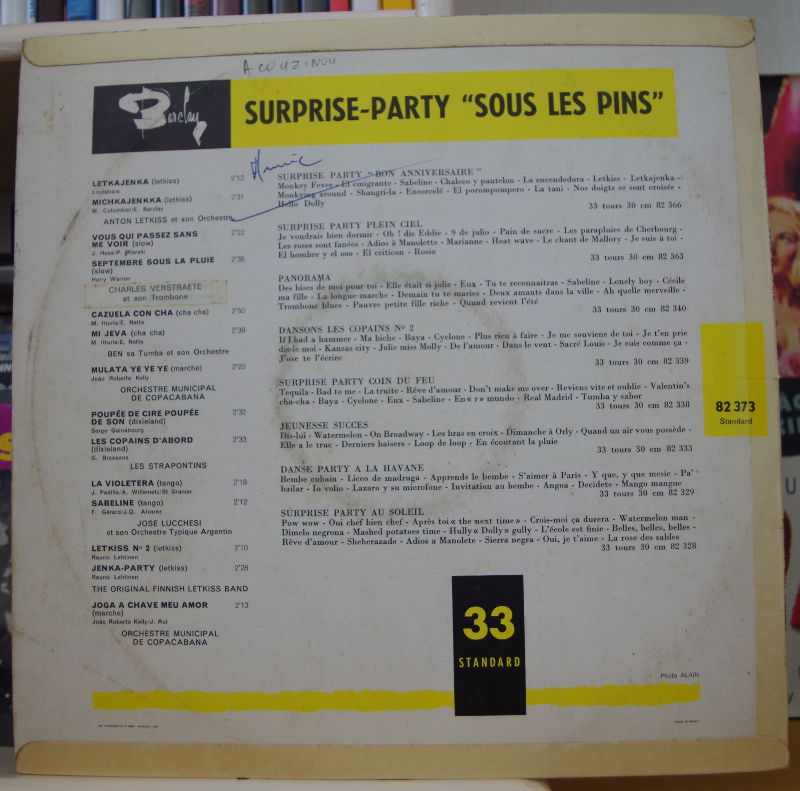 A COUZINOU
Barclay
SURPRISE-PARTY "SOUS LES PINS"
Annie
LETKAJENKA (letkiss) 2'12
Lindstrom
MICHKAJENKKA (letkiss) 2'31
M. Colombier/E. Barclay
ANTON LETKISS et son Orchestre
VOUS QUI PASSEZ SANS 2'22
ME VOIR (slow)
J. Hess/P. Misraki
SEPTEMBRE SOUS LA PLUIE 2'35
(slow)
Harry Warren
CHARLES VERSTRAETE
et son Trombone
CAZUELA CON CHA (cha cha) 2'50
M. Itturia/E. Natta
MI JEVA (cha cha) 2'38
M. Itturia/E. Natta
BEN sa Tumba et son Orchestre
MULATA YE YE YE (marche) 2'20
João Roberto Kelly
ORCHESTRE MUNICIPAL
DE COPACABANA
POUPÉE DE CIRE POUPÉE 2'32
DE SON (dixieland)
Serge Gainsbourg
LES COPAINS D'ABORD 2'33
(dixieland)
G. Brassens
LES STRAPONTINS
LA VIOLETERA (tango) 2'18
J. Padilla/A. Willemetz/St Granier
SABELINE (tango) 2'12
F. Gérard/J.Q. Alvarez
JOSE LUCCHESI
et son Orchestre Typique Argentin
LETKISS Nº 2 (letkiss) 2'10
Rauno Lehtinen
JENKA-PARTY (letkiss) 2'28
Rauno Lehtinen
THE ORIGINAL FINNISH LETKISS BAND
JOGA A CHAVE MEU AMOR 2'13
(marche)
João Roberto Kelly/J. Rui
ORCHESTRE MUNICIPAL
DE COPACABANA
SURPRISE PARTY "BON ANNIVERSAIRE"
Monkey Fever - El emigrante - Sabeline - Chaleco y pantelon - La encendedora - Letkiss - Letkajenka -
Monkying around - Shangri-la - Ensorcelé - El porompompero - La tani - Nos doigts se sont croisés -
Hello Dolly
33 tours 30 cm 82 366
SURPRISE PARTY PLEIN CIEL
Je voudrais bien dormir - Oh ! dis Eddie - 9 de julio - Pain de sucre - Les parapluies de Cherbourg -
Les roses sont fanées - Adios à Manolette - Marianne - Heat wave - Le chant de Mallory - Je suis à toi -
El hombre y el oso - El criticon - Rosio
33 tours 30 cm 82 363
PANORAMA
Des bises de moi pour toi - Elle était si jolie - Eux - Tu te reconnaitras - Sabeline - Lonely boy - Cécile
ma fille - La longue marche - Demain tu te maries - Deux amants dans la ville - Ah quelle merveille -
Trombone blues - Pauvre petite fille riche - Quand revient l'été
33 tours 30 cm 82 340
DANSONS LES COPAINS Nº 2
If I had a hammer - Ma biche - Baya - Cyclone - Plus rien à faire - Je me souviens de toi - Je t'en prie
dis-le moi - Kansas city - Jolie miss Molly - De l'amour - Dans le vent - Sacré Louis - Je suis comme ça -
J'ose te l'écrire
33 tours 30 cm 82 339
SURPRISE PARTY COIN DU FEU
Tequila - Bad to me - La truite - Rêve d'amour - Don't make me over - Reviens vite et oublie - Valentin's
cha-cha - Baya - Cyclone - Eux - Sabeline - En « r » mundo - Real Madrid - Tumba y sabor
33 tours 30 cm 82 338
JEUNESSE SUCCES
Dis-lui - Watermelon - On Broadway - Les bras en croix - Dimanche à Orly - Quand un air vous possède -
Elle a le truc - Derniers baisers - Loop de loop - En écoutant la pluie
33 tours 30 cm 82 333
DANSE PARTY A LA HAVANE
Bembe cubain - Licco de madruga - Apprends le bembe - S'aimer à Paris - Y que, y que mesie - Pa'
bailar - Io volio - Lazaro y su microfone - Invitation au bembe - Angoa - Decidete - Mango mangue
33 tours 30 cm 82 329
SURPRISE PARTY AU SOLEIL
Pow wow - Oui chef bien chef - Après toi « the next time » - Crois-moi ça durera - Watermelon man -
Dimelo negrona - Mashed potatoes time - Hully « Dolly » gully - L'école est finie - Belles, belles, belles -
Rêve d'amour - Sheherazade - Adios a Manolete - Sierra negra - Oui, je t'aime - La rose des sables
33 tours 30 cm 82 328
82 373
Standard
33
STANDARD
Photo ALAIN